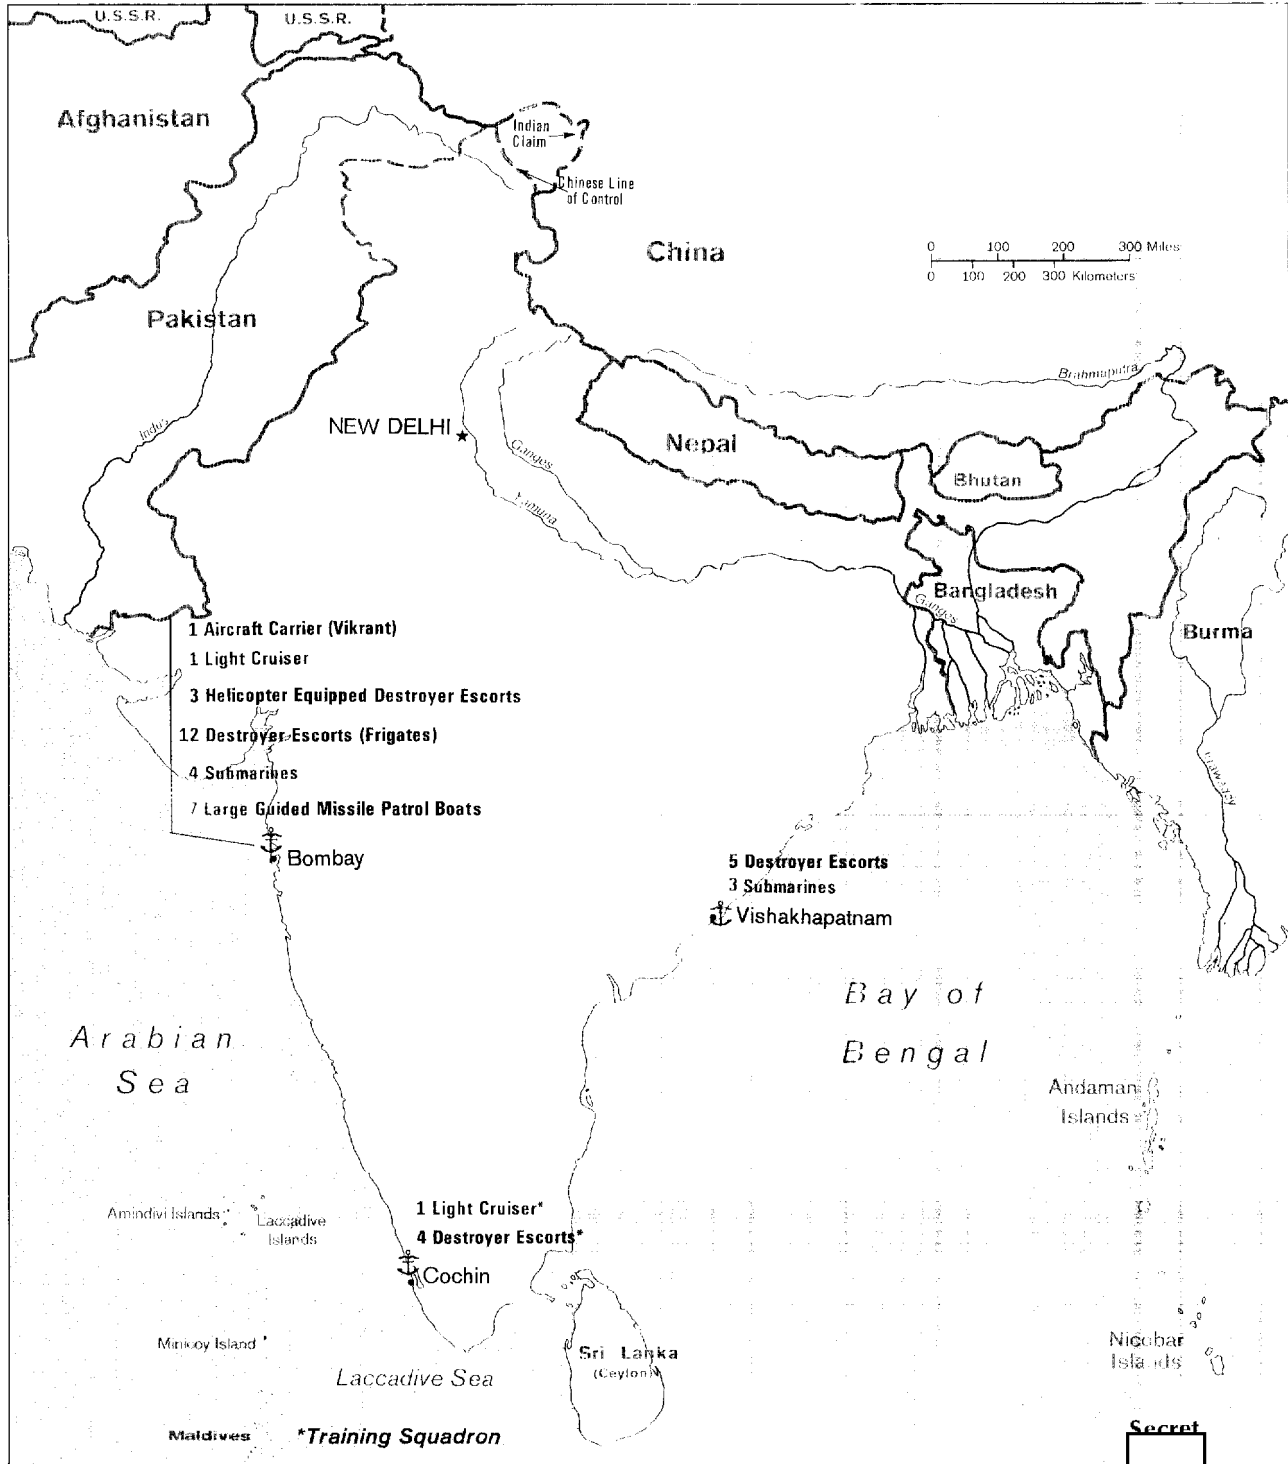 U.S.S.R.
U.S.S.R.
Afghanistan
Indian
Claim
Chinese Line
of Control
China
0 100 200 300 Miles
0 100 200 300 Kilometers
Pakistan
Indus
NEW DELHI
Ganges
Yamuna
Nepal
Brahmaputra
Bhutan
Bangladesh
Ganges
Burma
Irrawaddy
1 Aircraft Carrier (Vikrant)
1 Light Cruiser
3 Helicopter Equipped Destroyer Escorts
12 Destroyer Escorts (Frigates)
4 Submarines
7 Large Guided Missile Patrol Boats
Bombay
5 Destroyer Escorts
3 Submarines
Vishakhapatnam
Bay of
Bengal
Arabian
Sea
Andaman
Islands
Amindivi Islands
Laccadive
Islands
1 Light Cruiser*
4 Destroyer Escorts*
Cochin
Minicoy Island
Laccadive Sea
Sri Lanka
(Ceylon)
Nicobar
Islands
Maldives
*Training Squadron
Secret